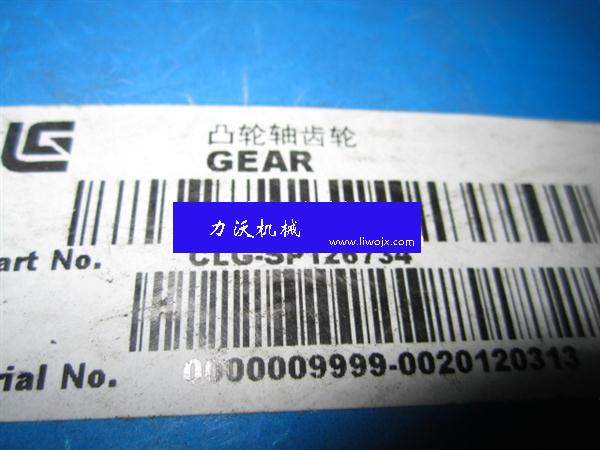 凸轮轴齿轮
GEAR
力沃机械
www.liwojx.com
art No.
CLG-SP126734
rial No.
0000009999-0020120313